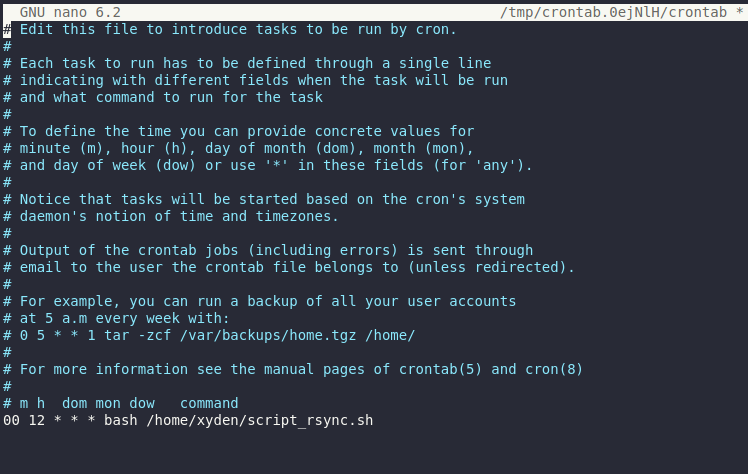 GNU nano 6.2 /tmp/crontab.0ejNlH/crontab *
# Edit this file to introduce tasks to be run by cron.
#
# Each task to run has to be defined through a single line
# indicating with different fields when the task will be run
# and what command to run for the task
#
# To define the time you can provide concrete values for
# minute (m), hour (h), day of month (dom), month (mon),
# and day of week (dow) or use '*' in these fields (for 'any').
#
# Notice that tasks will be started based on the cron's system
# daemon's notion of time and timezones.
#
# Output of the crontab jobs (including errors) is sent through
# email to the user the crontab file belongs to (unless redirected).
#
# For example, you can run a backup of all your user accounts
# at 5 a.m every week with:
# 0 5 * * 1 tar -zcf /var/backups/home.tgz /home/
#
# For more information see the manual pages of crontab(5) and cron(8)
#
# m h  dom mon dow   command
00 12 * * * bash /home/xyden/script_rsync.sh